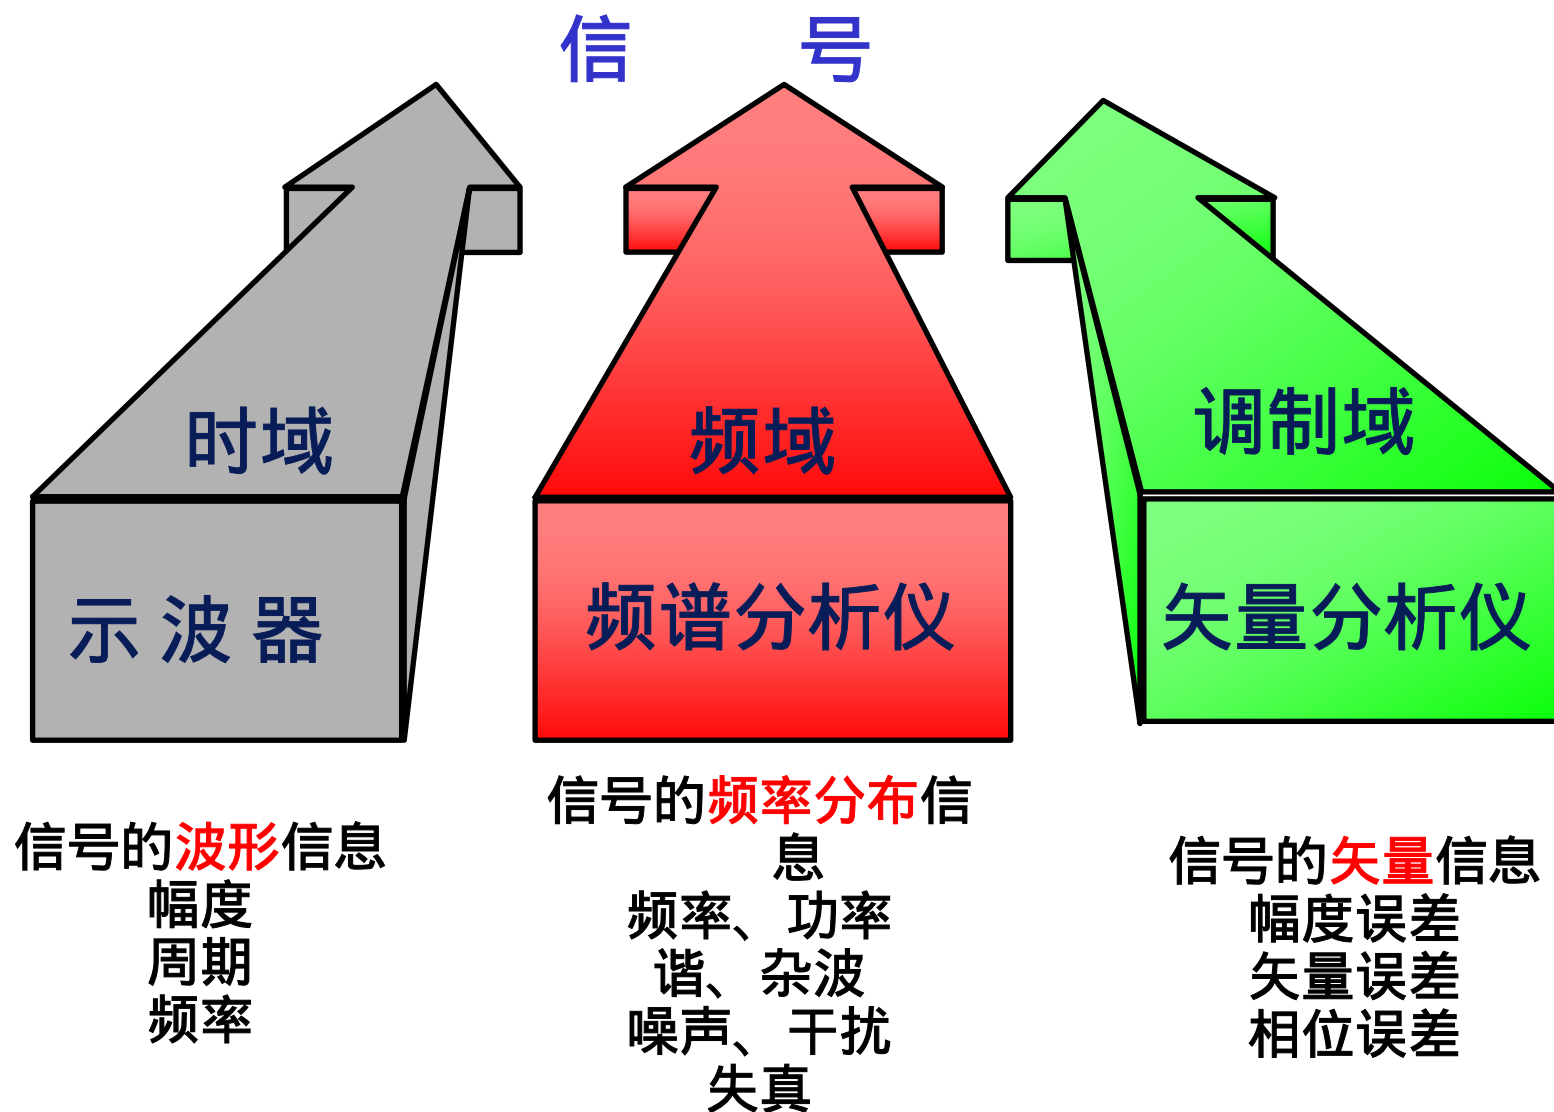 信 号
时域
示 波 器
信号的波形信息
幅度
周期
频率
频域
频谱分析仪
信号的频率分布信
息
频率、功率
谐、杂波
噪声、干扰
失真
调制域
矢量分析仪
信号的矢量信息
幅度误差
矢量误差
相位误差